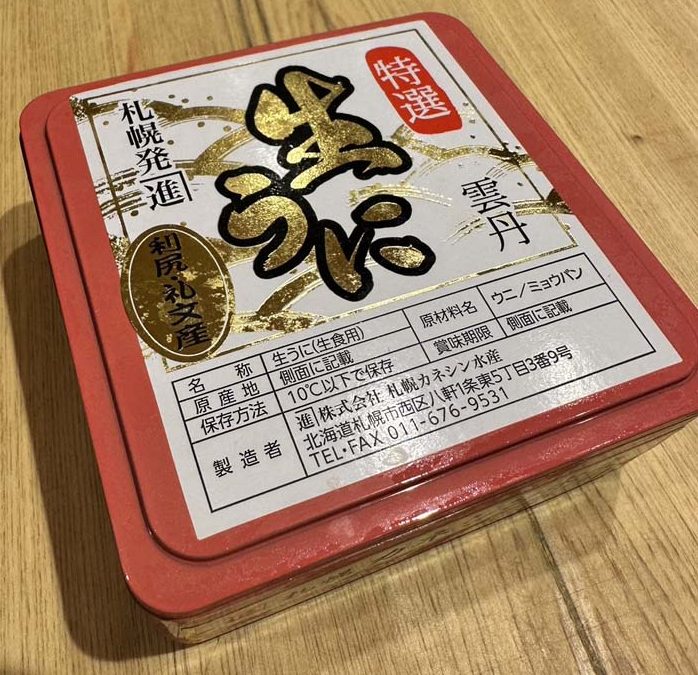 特選
生うに
雲丹
札幌発進
利尻・礼文産
名称 生うに(生食用)
原産地 側面に記載
保存方法 10℃以下で保存
原材料名 ウニ/ミョウバン
賞味期限 側面に記載
製造者 進 株式会社 札幌カネシン水産
北海道札幌市西区八軒1条東5丁目3番9号
TEL・FAX 011-676-9531